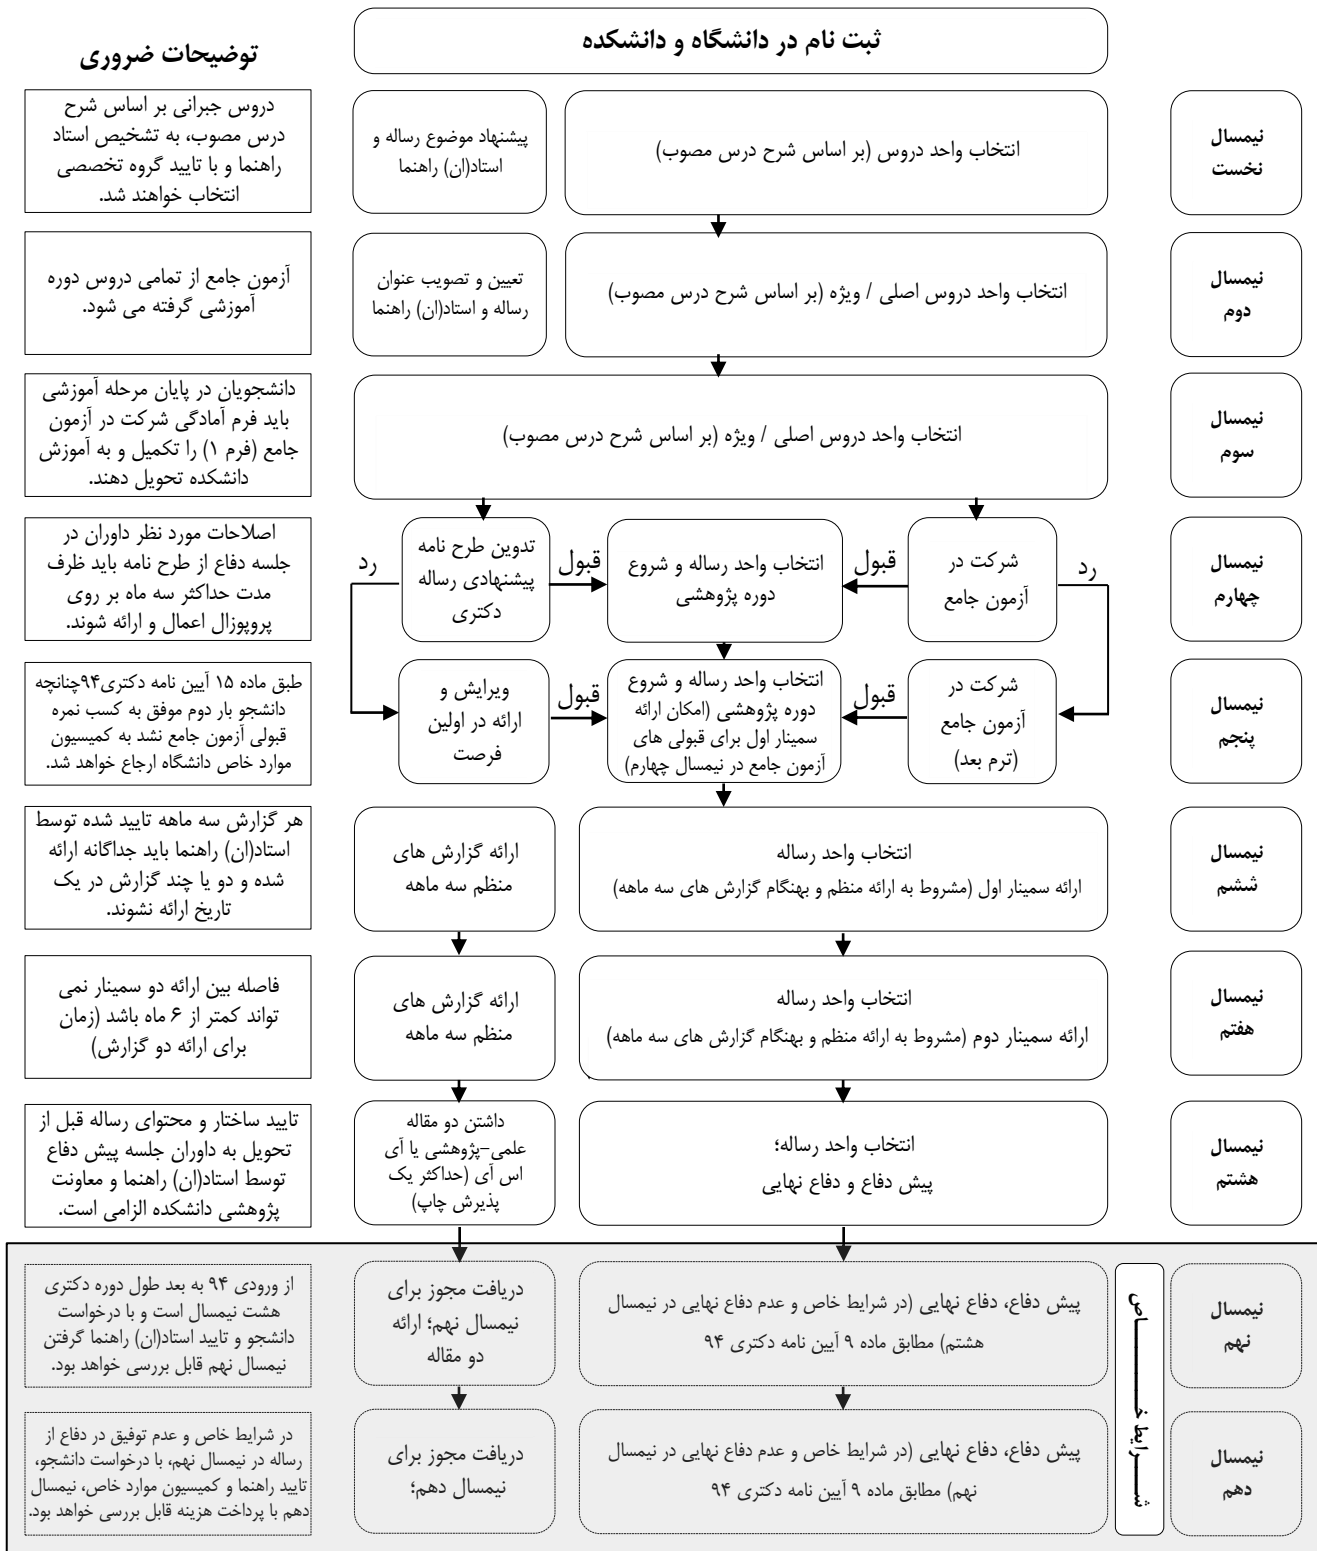 ثبت نام در دانشگاه و دانشکده
توضیحات ضروری
نیمسال
نخست
انتخاب واحد دروس (بر اساس شرح درس مصوب)
پیشنهاد موضوع رساله و
استاد(ان) راهنما
دروس جبرانی بر اساس شرح
درس مصوب، به تشخیص استاد
راهنما و با تایید گروه تخصصی
انتخاب خواهند شد.
نیمسال
دوم
انتخاب واحد دروس اصلی / ویژه (بر اساس شرح درس مصوب)
تعیین و تصویب عنوان
رساله و استاد(ان) راهنما
آزمون جامع از تمامی دروس دوره
آموزشی گرفته می شود.
نیمسال
سوم
انتخاب واحد دروس اصلی / ویژه (بر اساس شرح درس مصوب)
دانشجویان در پایان مرحله آموزشی
باید فرم آمادگی شرکت در آزمون
جامع (فرم ۱) را تکمیل و به آموزش
دانشکده تحویل دهند.
نیمسال
چهارم
رد
شرکت در
آزمون جامع
قبول
انتخاب واحد رساله و شروع
دوره پژوهشی
قبول
تدوین طرح نامه
پیشنهادی رساله
دکتری
رد
اصلاحات مورد نظر داوران در
جلسه دفاع از طرح نامه باید ظرف
مدت حداکثر سه ماه بر روی
پروپوزال اعمال و ارائه شوند.
نیمسال
پنجم
شرکت در
آزمون جامع
(ترم بعد)
قبول
انتخاب واحد رساله و شروع
دوره پژوهشی (امکان ارائه
سمینار اول برای قبولی های
آزمون جامع در نیمسال چهارم)
قبول
ویرایش و
ارائه در اولین
فرصت
طبق ماده ۱۵ آیین نامه دکتری۹۴چنانچه
دانشجو بار دوم موفق به کسب نمره
قبولی آزمون جامع نشد به کمیسیون
موارد خاص دانشگاه ارجاع خواهد شد.
نیمسال
ششم
انتخاب واحد رساله
ارائه سمینار اول (مشروط به ارائه منظم و بهنگام گزارش های سه ماهه)
ارائه گزارش های
منظم سه ماهه
هر گزارش سه ماهه تایید شده توسط
استاد(ان) راهنما باید جداگانه ارائه
شده و دو یا چند گزارش در یک
تاریخ ارائه نشوند.
نیمسال
هفتم
انتخاب واحد رساله
ارائه سمینار دوم (مشروط به ارائه منظم و بهنگام گزارش های سه ماهه)
ارائه گزارش های
منظم سه ماهه
فاصله بین ارائه دو سمینار نمی
تواند کمتر از ۶ ماه باشد (زمان
برای ارائه دو گزارش)
نیمسال
هشتم
انتخاب واحد رساله؛
پیش دفاع و دفاع نهایی
داشتن دو مقاله
علمی–پژوهشی یا آی
اس آی (حداکثر یک
پذیرش چاپ)
تایید ساختار و محتوای رساله قبل از
تحویل به داوران جلسه پیش دفاع
توسط استاد(ان) راهنما و معاونت
پژوهشی دانشکده الزامی است.
نیمسال
نهم
شــرایط خــــاص
پیش دفاع، دفاع نهایی (در شرایط خاص و عدم دفاع نهایی در نیمسال
هشتم) مطابق ماده ۹ آیین نامه دکتری ۹۴
دریافت مجوز برای
نیمسال نهم؛ ارائه
دو مقاله
از ورودی ۹۴ به بعد طول دوره دکتری
هشت نیمسال است و با درخواست
دانشجو و تایید استاد(ان) راهنما گرفتن
نیمسال نهم قابل بررسی خواهد بود.
نیمسال
دهم
پیش دفاع، دفاع نهایی (در شرایط خاص و عدم دفاع نهایی در نیمسال
نهم) مطابق ماده ۹ آیین نامه دکتری ۹۴
دریافت مجوز برای
نیمسال دهم؛
در شرایط خاص و عدم توفیق در دفاع از
رساله در نیمسال نهم، با درخواست دانشجو،
تایید راهنما و کمیسیون موارد خاص، نیمسال
دهم با پرداخت هزینه قابل بررسی خواهد بود.